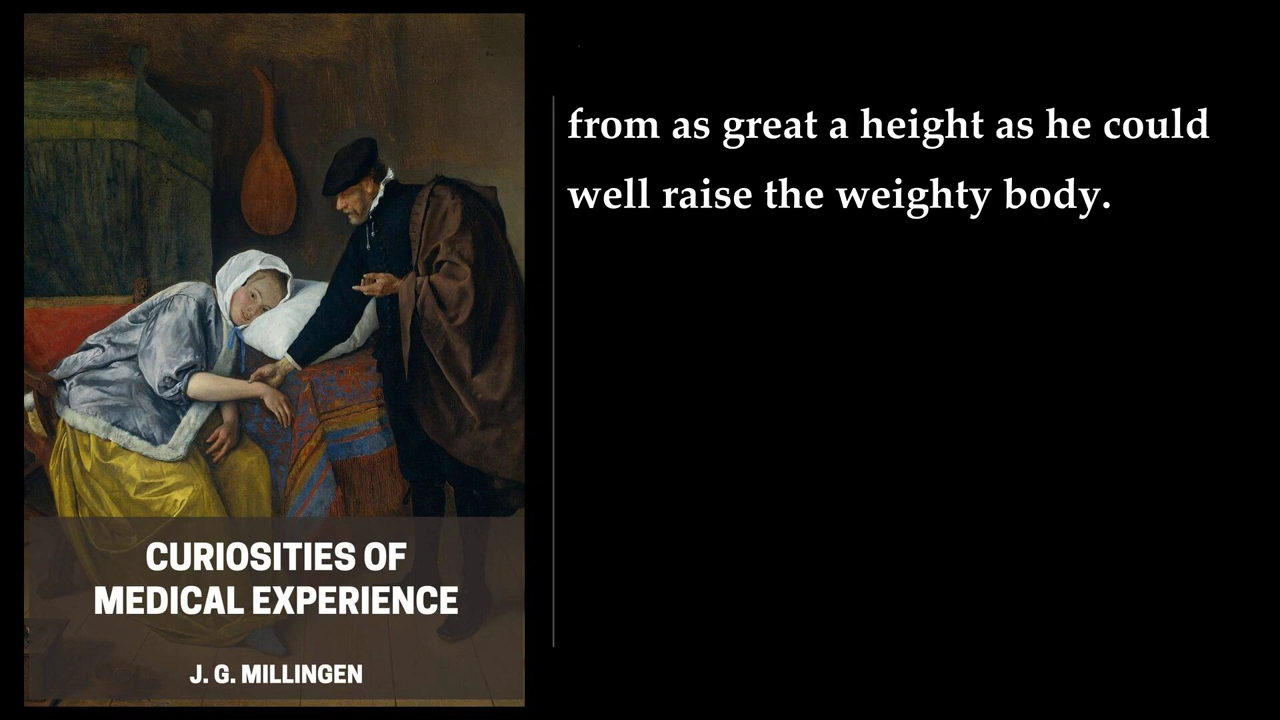 from as great a height as he could
well raise the weighty body.
CURIOSITIES OF
MEDICAL EXPERIENCE
J. G. MILLINGEN